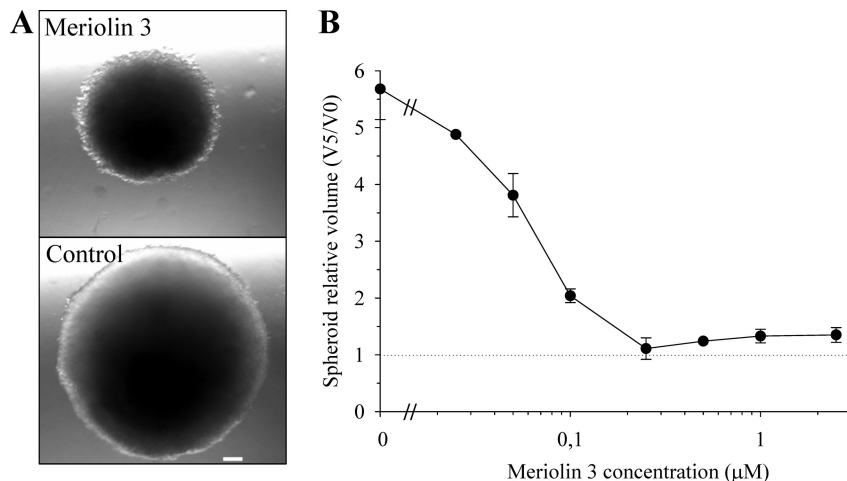 A
Meriolin 3
Control
B
Spheroid relative volume (V5/V0)
6
5
4
3
2
1
0
0
0,1
1
Meriolin 3 concentration (μM)